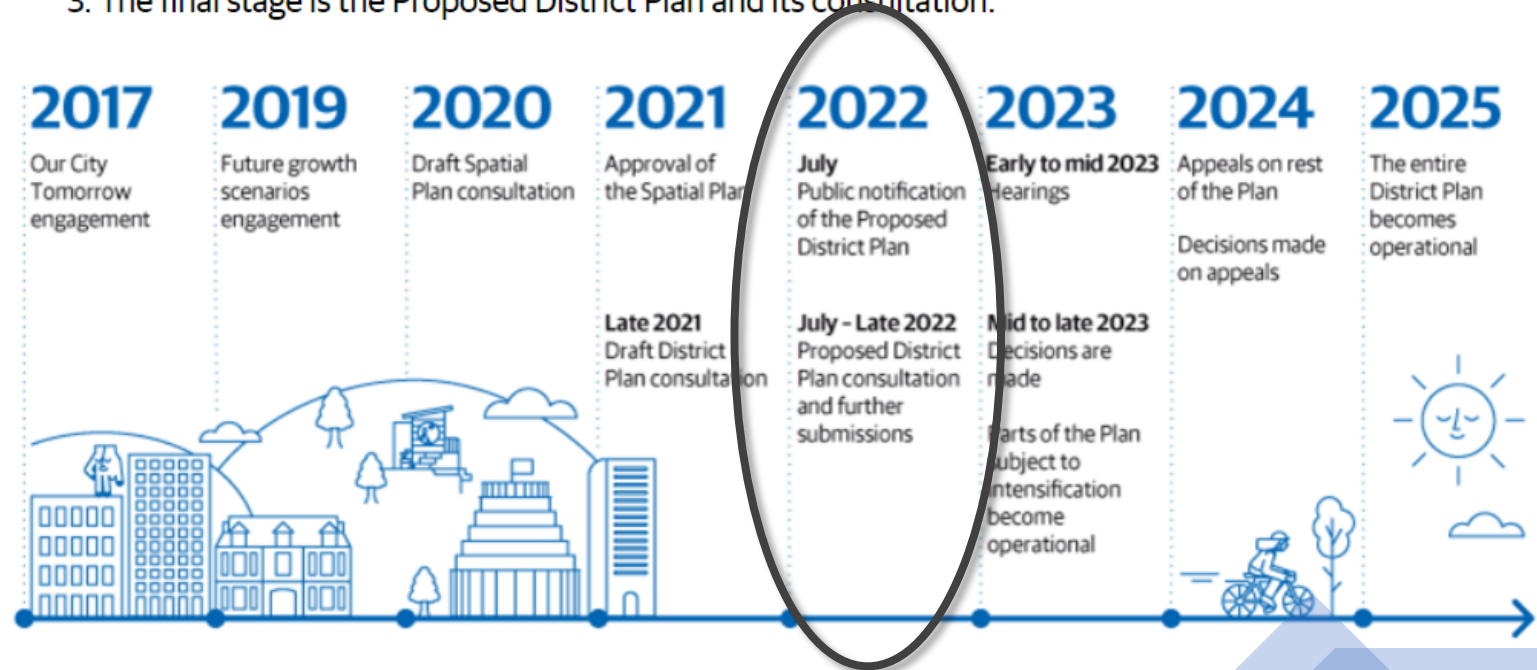 3. The final stage is the Proposed District Plan and its consultation.
2017
Our City
Tomorrow
engagement
2019
Future growth
scenarios
engagement
2020
Draft Spatial
Plan consultation
2021
Approval of
the Spatial Plan
Late 2021
Draft District
Plan consultation
2022
July
Public notification
of the Proposed
District Plan
July – Late 2022
Proposed District
Plan consultation
and further
submissions
2023
Early to mid 2023
Hearings
Mid to late 2023
Decisions are
made
Parts of the Plan
subject to
intensification
become
operational
2024
Appeals on rest
of the Plan
Decisions made
on appeals
2025
The entire
District Plan
becomes
operational